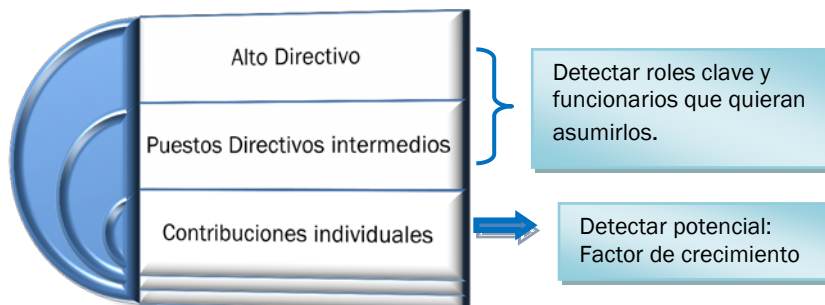 Alto Directivo
Puestos Directivos intermedios
Contribuciones individuales
Detectar roles clave y
funcionarios que quieran
asumirlos.
Detectar potencial:
Factor de crecimiento